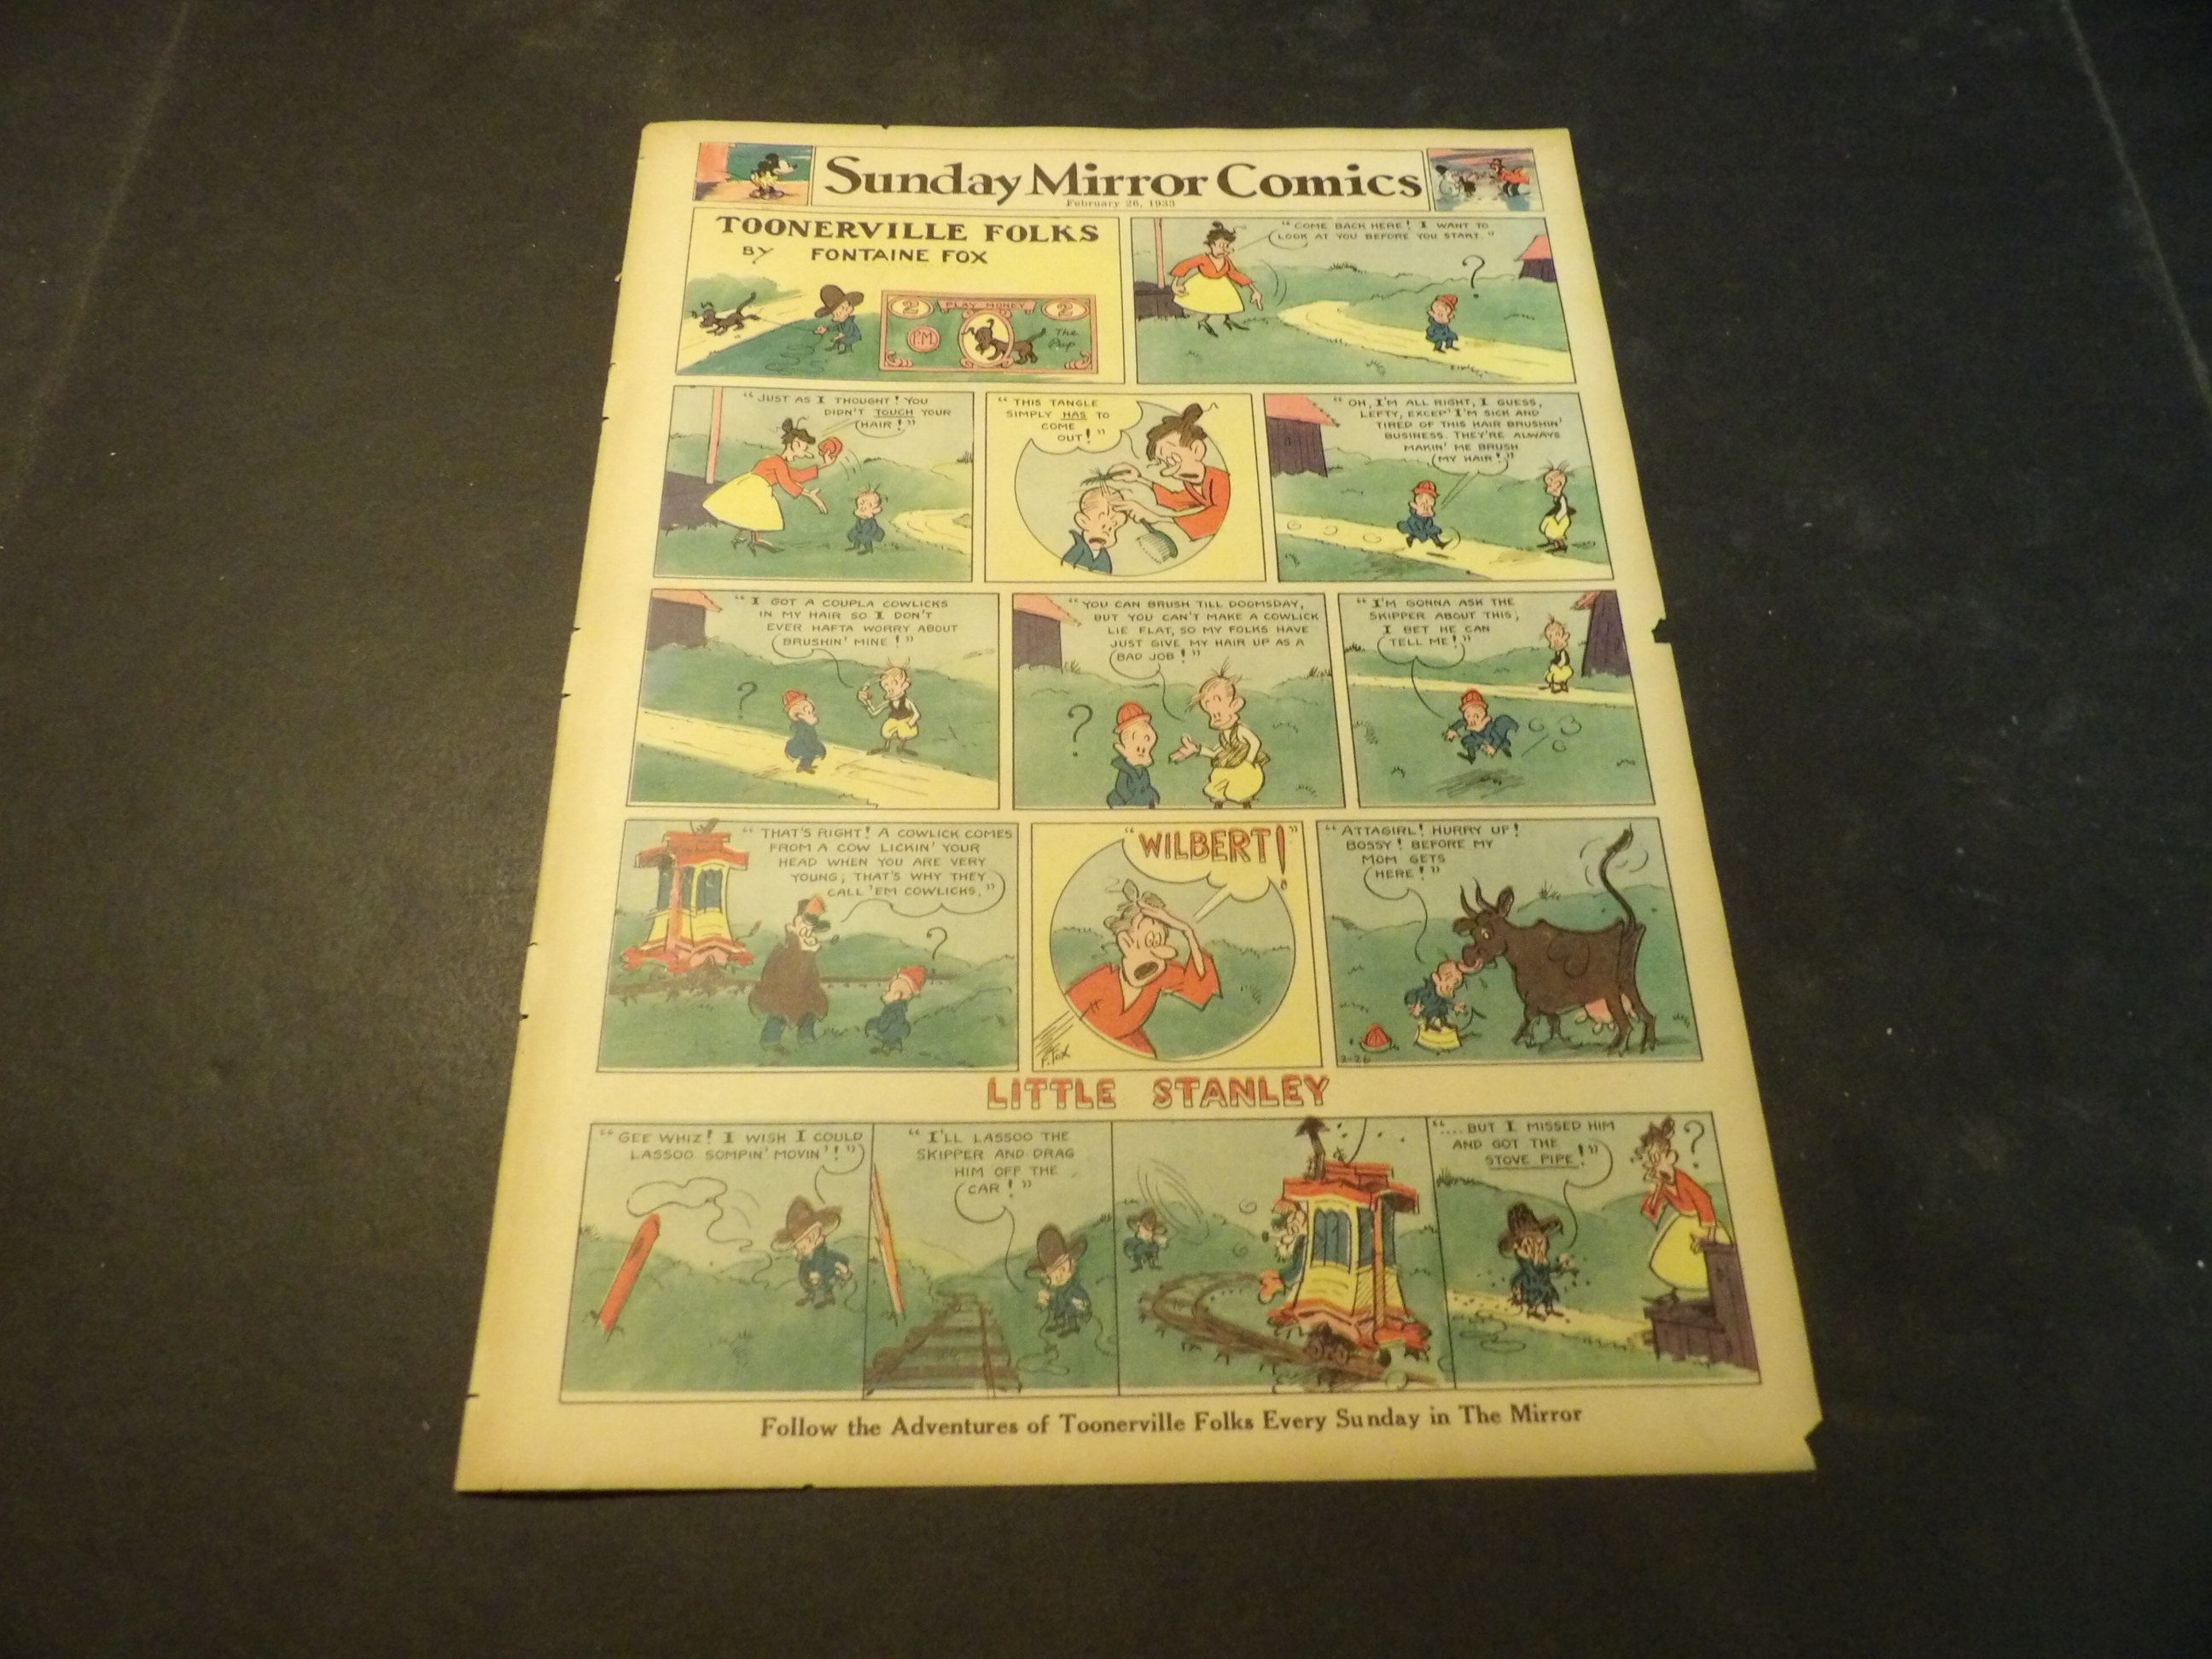 Sunday Mirror Comics
February 26, 1933
TOONERVILLE FOLKS
BY FONTAINE FOX
2 PLAY MONEY 2
P.M.
The
Pup
"COME BACK HERE! I WANT TO
LOOK AT YOU BEFORE YOU START."
?
"JUST AS I THOUGHT! YOU
DIDN'T TOUCH YOUR
HAIR!"
"THIS TANGLE
SIMPLY HAS TO
COME
OUT!"
"OH, I'M ALL RIGHT, I GUESS,
LEFTY, EXCEP' I'M SICK AND
TIRED OF THIS HAIR BRUSHIN'
BUSINESS. THEY'RE ALWAYS
MAKIN' ME BRUSH
MY HAIR!"
"I GOT A COUPLA COWLICKS
IN MY HAIR SO I DON'T
EVER HAFTA WORRY ABOUT
BRUSHIN' MINE!"
?
"YOU CAN BRUSH TILL DOOMSDAY,
BUT YOU CAN'T MAKE A COWLICK
LIE FLAT, SO MY FOLKS HAVE
JUST GIVE MY HAIR UP AS A
BAD JOB!"
?
"I'M GONNA ASK THE
SKIPPER ABOUT THIS,
I BET HE CAN
TELL ME!"
"THAT'S RIGHT! A COWLICK COMES
FROM A COW LICKIN' YOUR
HEAD WHEN YOU ARE VERY
YOUNG; THAT'S WHY THEY
CALL 'EM COWLICKS."
?
"WILBERT!"
F. Fox
"ATTAGIRL! HURRY UP!
BOSSY! BEFORE MY
MOM GETS
HERE!"
2-26
LITTLE STANLEY
"GEE WHIZ! I WISH I COULD
LASSOO SOMPIN' MOVIN'!"
"I'LL LASSOO THE
SKIPPER AND DRAG
HIM OFF THE
CAR!"
"....BUT I MISSED HIM
AND GOT THE
STOVE PIPE!"
?
Follow the Adventures of Toonerville Folks Every Sunday in The Mirror